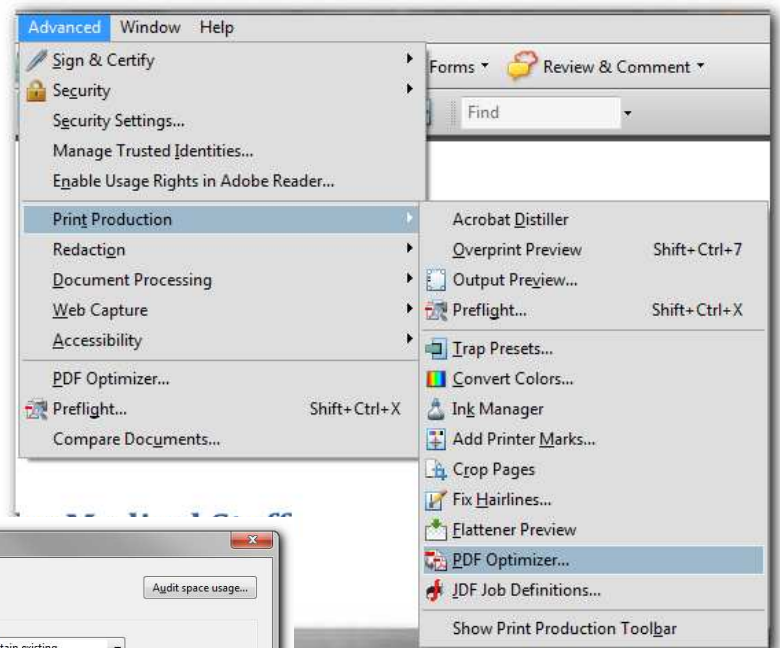 Advanced Window Help
Sign & Certify
Security
Security Settings...
Manage Trusted Identities...
Enable Usage Rights in Adobe Reader...
Print Production
Redaction
Document Processing
Web Capture
Accessibility
PDF Optimizer...
Preflight... Shift+Ctrl+X
Compare Documents...
Forms Review & Comment
Find
Acrobat Distiller
Overprint Preview Shift+Ctrl+7
Output Preview...
Preflight... Shift+Ctrl+X
Trap Presets...
Convert Colors...
Ink Manager
Add Printer Marks...
Crop Pages
Fix Hairlines...
Flattener Preview
PDF Optimizer...
JDF Job Definitions...
Show Print Production Toolbar
Audit space usage...
existing